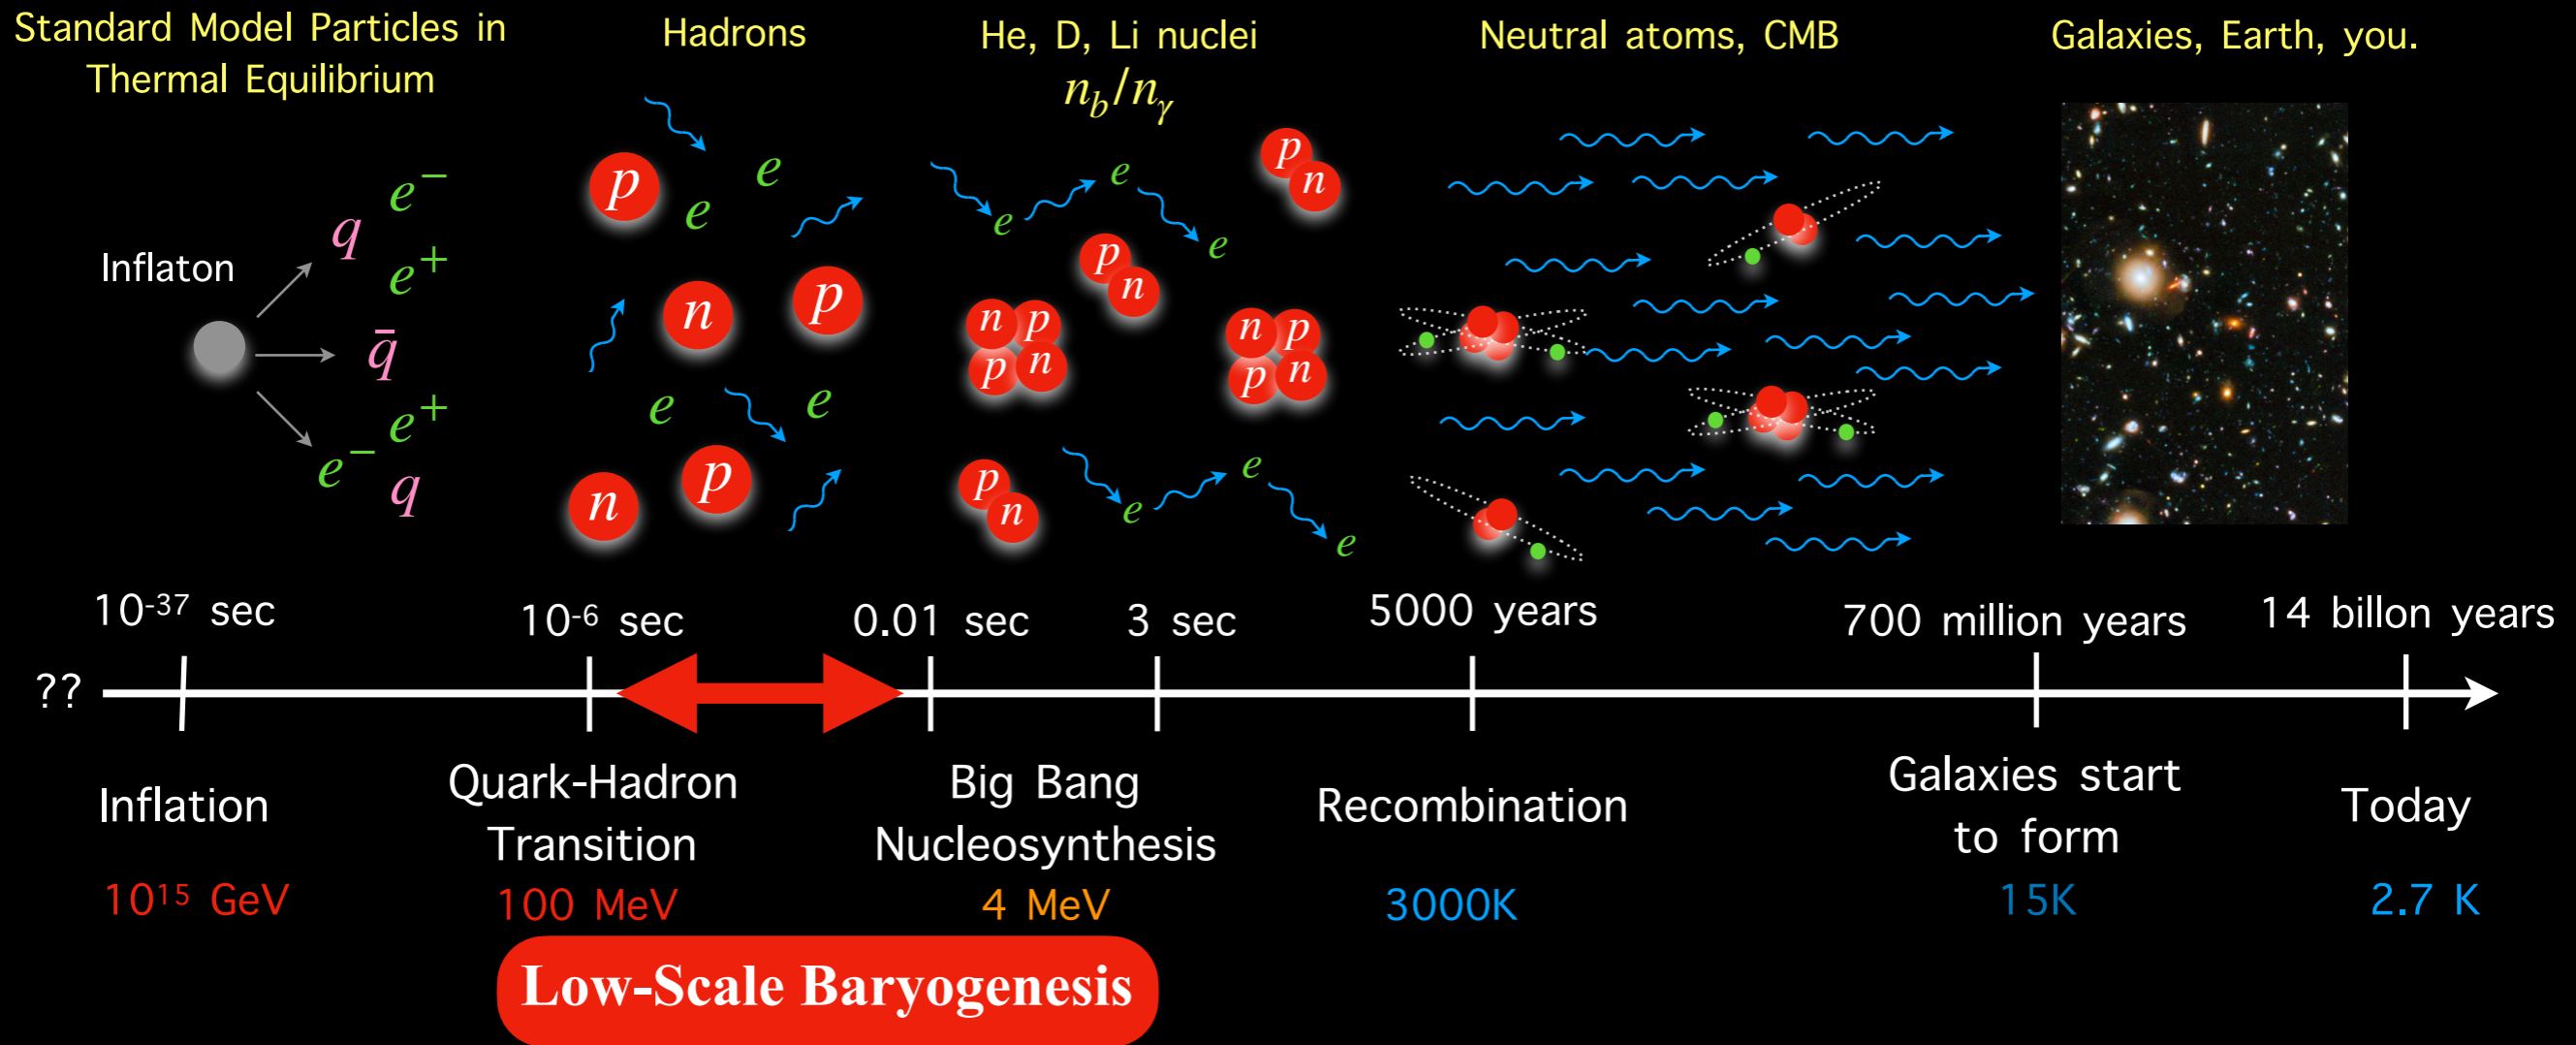 Standard Model Particles in
Thermal Equilibrium
Hadrons
He, D, Li nuclei
n_b/n_γ
Neutral atoms, CMB
Galaxies, Earth, you.
Inflaton
q
e⁻
e⁺
q̄
e⁺
e⁻
q
p
e
e
n
p
e
e
n
p
e
e
e
p
n
p
n
n p
p n
n p
p n
p
n
e
e
e
10⁻³⁷ sec
10⁻⁶ sec
0.01 sec
3 sec
5000 years
700 million years
14 billon years
??
Inflation
10¹⁵ GeV
Quark-Hadron
Transition
100 MeV
Big Bang
Nucleosynthesis
4 MeV
Recombination
3000K
Galaxies start
to form
15K
Today
2.7 K
Low-Scale Baryogenesis